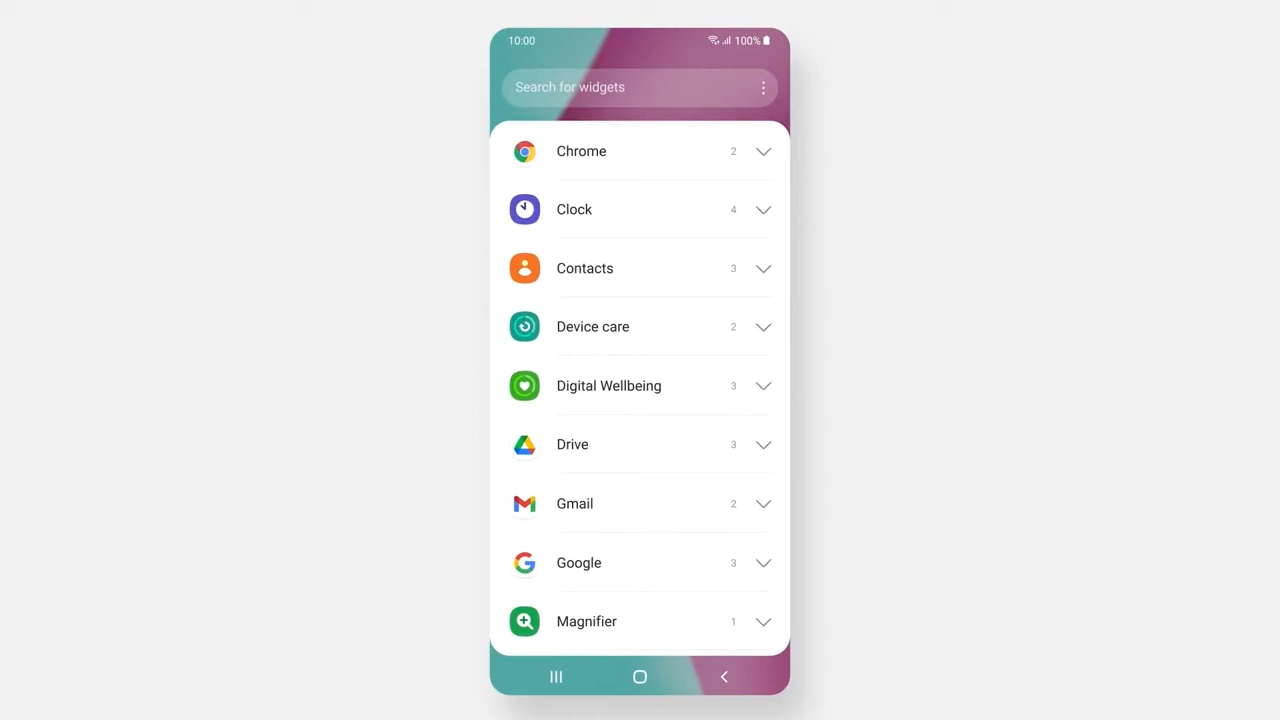 10:00 100%
Search for widgets
Chrome 2
Clock 4
Contacts 3
Device care 2
Digital Wellbeing 3
Drive 3
Gmail 2
Google 3
Magnifier 1